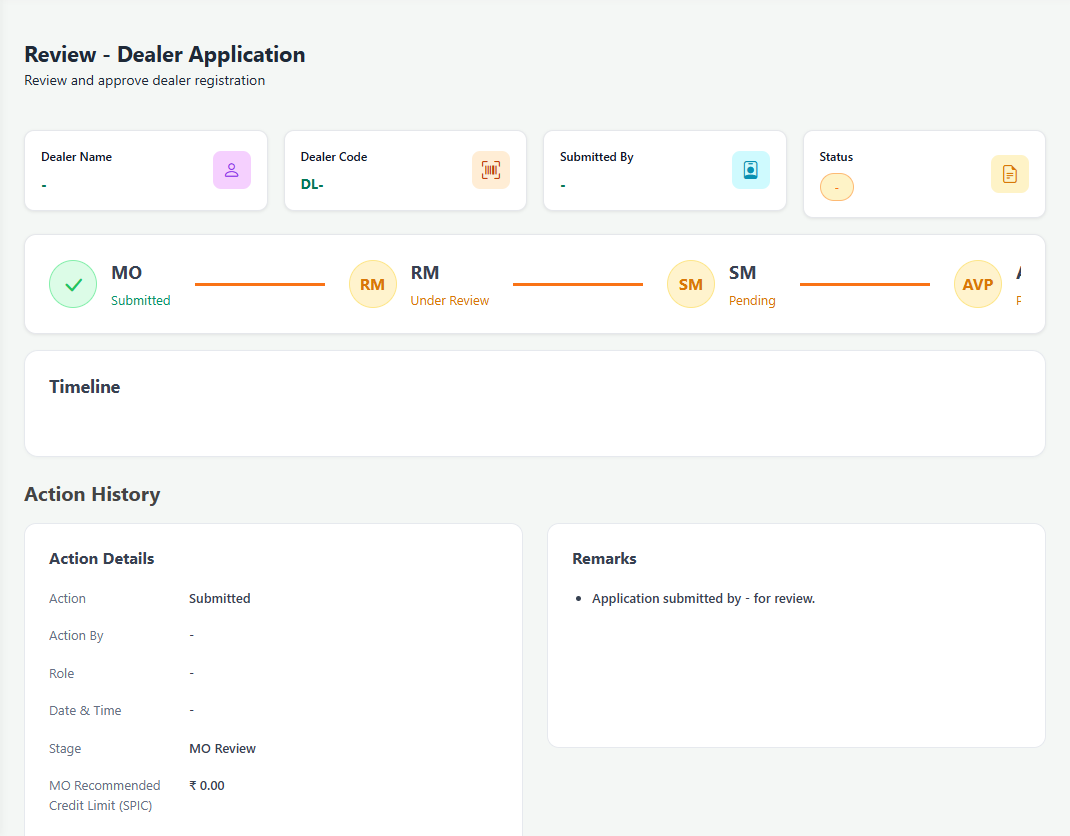 Review - Dealer Application
Review and approve dealer registration
Dealer Name
-
Dealer Code
DL-
Submitted By
-
Status
-
MO
Submitted
RM
RM
Under Review
SM
SM
Pending
AVP
Timeline
Action History
Action Details
Action Submitted
Action By -
Role -
Date & Time -
Stage MO Review
MO Recommended ₹ 0.00
Credit Limit (SPIC)
Remarks
• Application submitted by - for review.